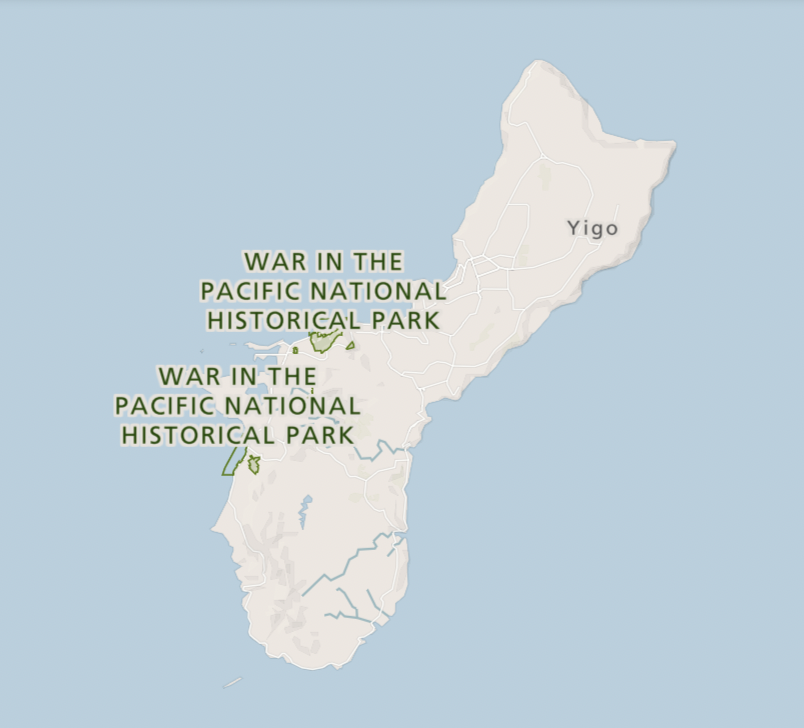 Yigo
WAR IN THE
PACIFIC NATIONAL
HISTORICAL PARK
WAR IN THE
PACIFIC NATIONAL
HISTORICAL PARK